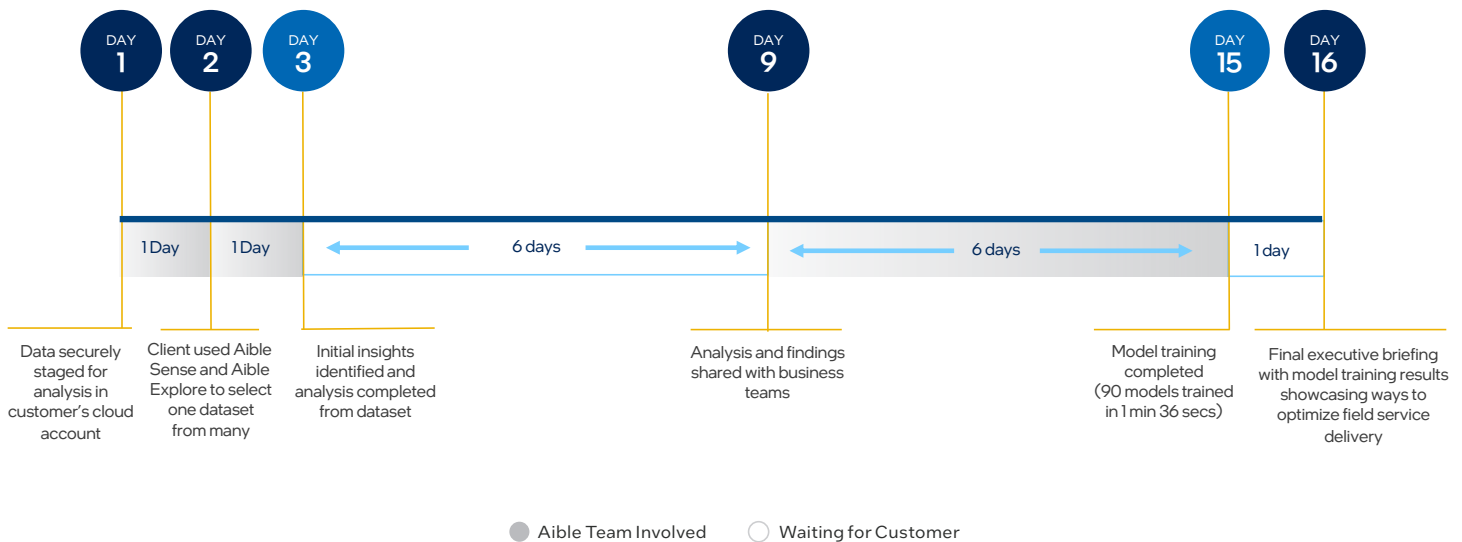 DAY
1
DAY
2
DAY
3
DAY
9
DAY
15
DAY
16
1 Day
1 Day
6 days
6 days
1 day
Data securely
staged for
analysis in
customer's cloud
account
Client used Aible
Sense and Aible
Explore to select
one dataset
from many
Initial insights
identified and
analysis completed
from dataset
Analysis and findings
shared with business
teams
Model training
completed
(90 models trained
in 1 min 36 secs)
Final executive briefing
with model training results
showcasing ways to
optimize field service
delivery
Aible Team Involved
Waiting for Customer